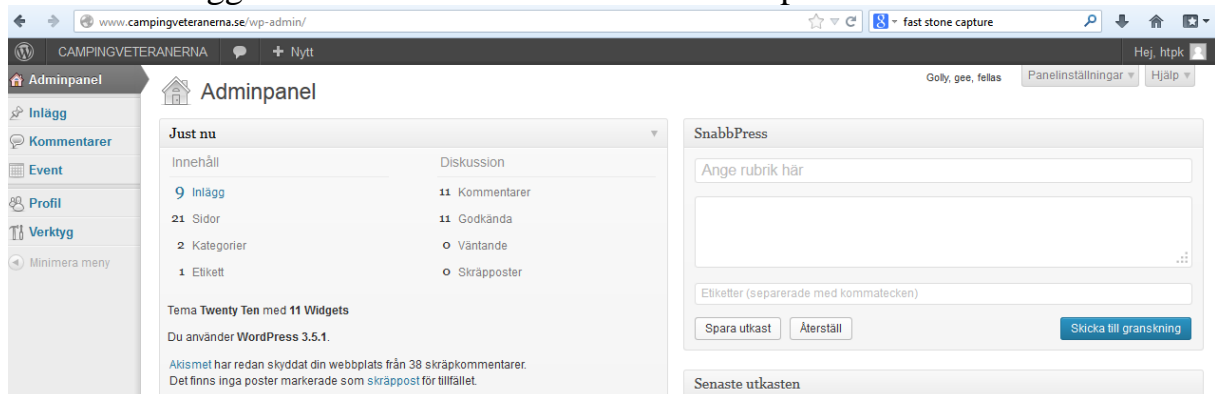 www.campingveteranerna.se/wp-admin/
fast stone capture
CAMPINGVETERANERNA
+ Nytt
Hej, htpk
Adminpanel
Inlägg
Kommentarer
Event
Profil
Verktyg
Minimera meny
Adminpanel
Golly, gee, fellas
Panelinställningar
Hjälp
Just nu
Innehåll
Diskussion
9 Inlägg
11 Kommentarer
21 Sidor
11 Godkända
2 Kategorier
0 Väntande
1 Etikett
0 Skräpposter
Tema Twenty Ten med 11 Widgets
Du använder WordPress 3.5.1.
Akismet har redan skyddat din webbplats från 38 skräpkommentarer.
Det finns inga poster markerade som skräppost för tillfället.
SnabbPress
Ange rubrik här
Etiketter (separerade med kommatecken)
Spara utkast
Återställ
Skicka till granskning
Senaste utkasten